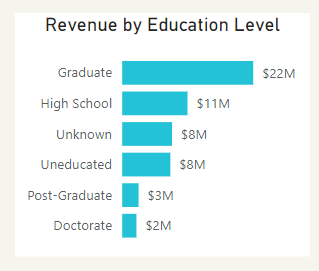 Revenue by Education Level
Graduate $22M
High School $11M
Unknown $8M
Uneducated $8M
Post-Graduate $3M
Doctorate $2M